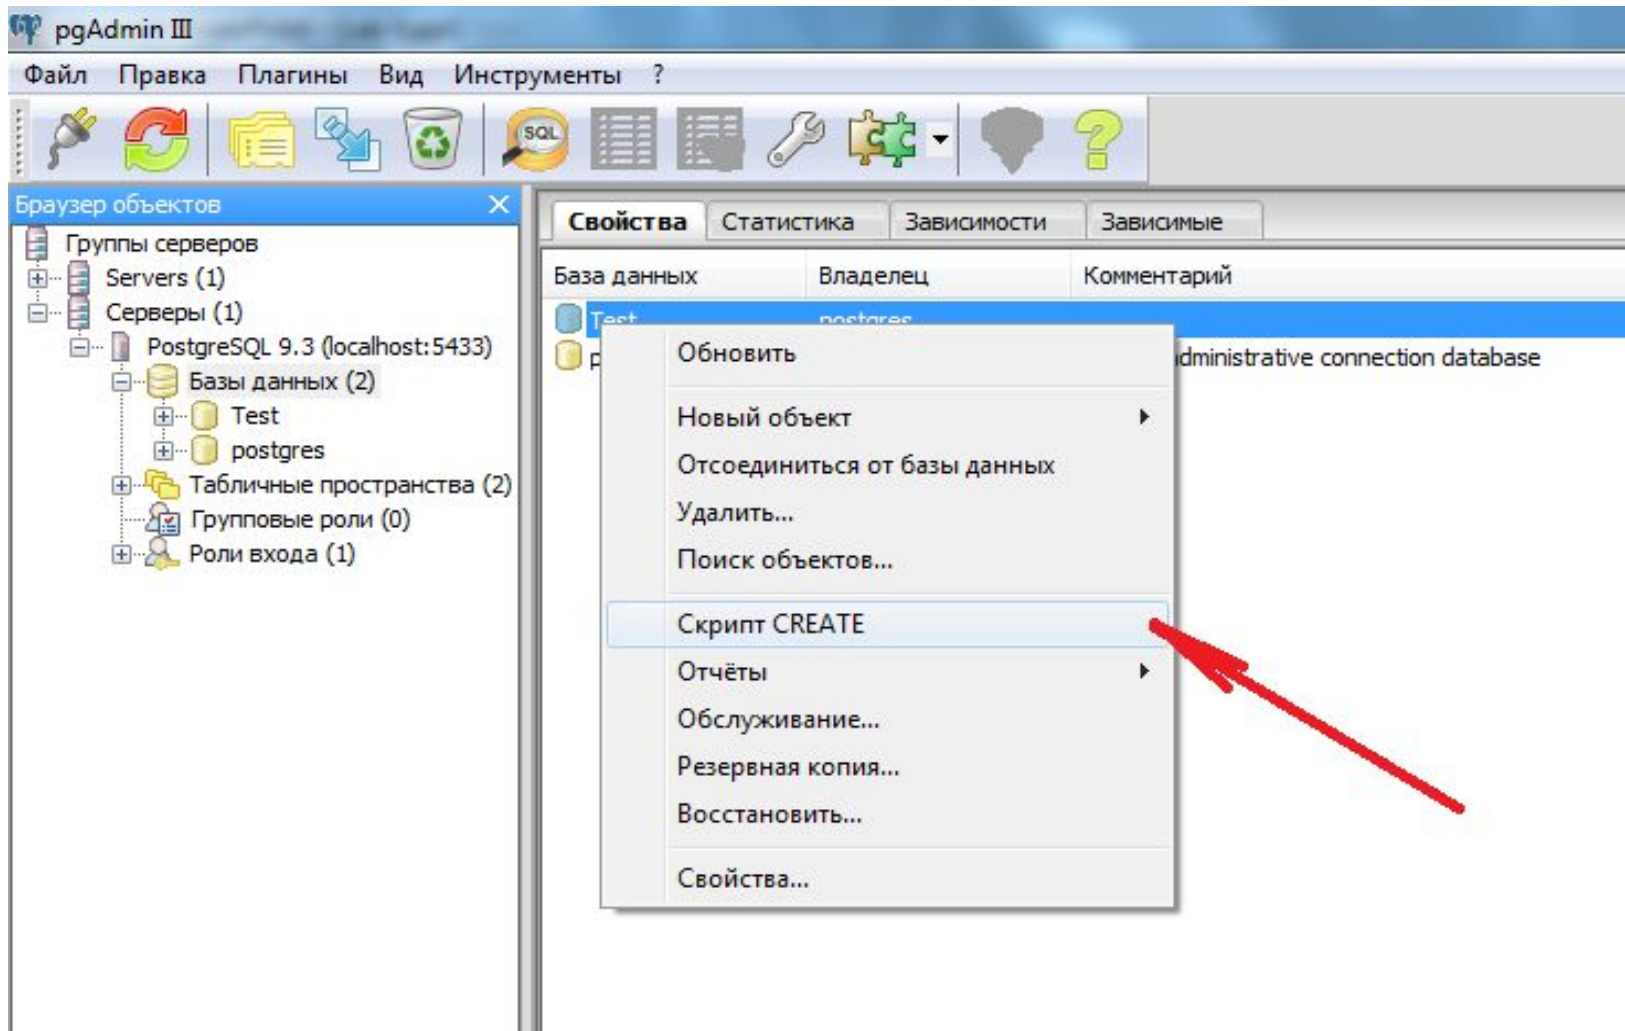 pgAdmin III
Файл Правка Плагины Вид Инструменты ?
SQL
Браузер объектов
Группы серверов
Servers (1)
Серверы (1)
PostgreSQL 9.3 (localhost:5433)
Базы данных (2)
Test
postgres
Табличные пространства (2)
Групповые роли (0)
Роли входа (1)
Свойства Статистика Зависимости Зависимые
База данных Владелец Комментарий
Test postgres
administrative connection database
Обновить
Новый объект
Отсоединиться от базы данных
Удалить...
Поиск объектов...
Скрипт CREATE
Отчёты
Обслуживание...
Резервная копия...
Восстановить...
Свойства...